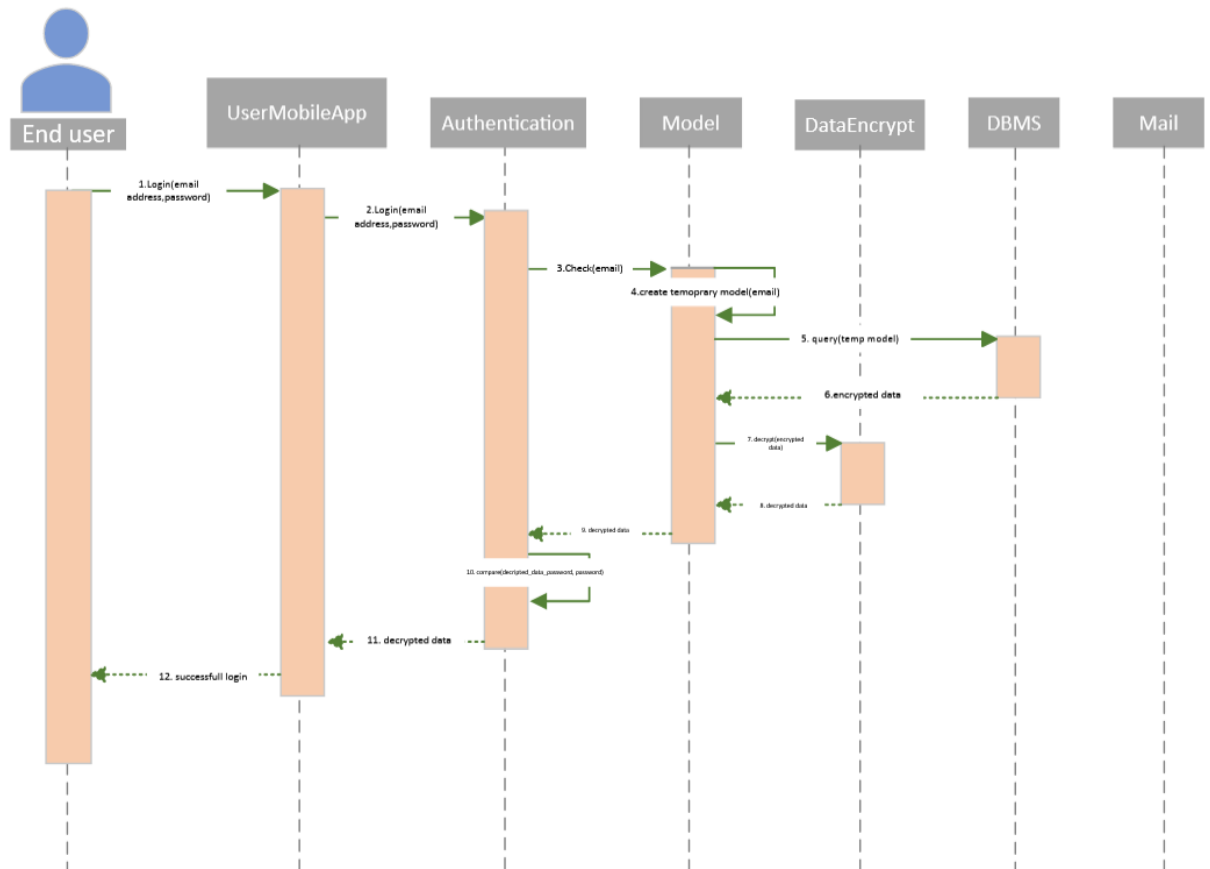 End user
UserMobileApp
Authentication
Model
DataEncrypt
DBMS
Mail
1.Login(email
address,password)
2.Login(email
address,password)
3.Check(email)
4.create temoprary model(email)
5. query(temp model)
6.encrypted data
7. decrypt(encrypted
data)
8. decrypted data
9. decrypted data
10. compare(decripted_data_password, password)
11. decrypted data
12. successfull login